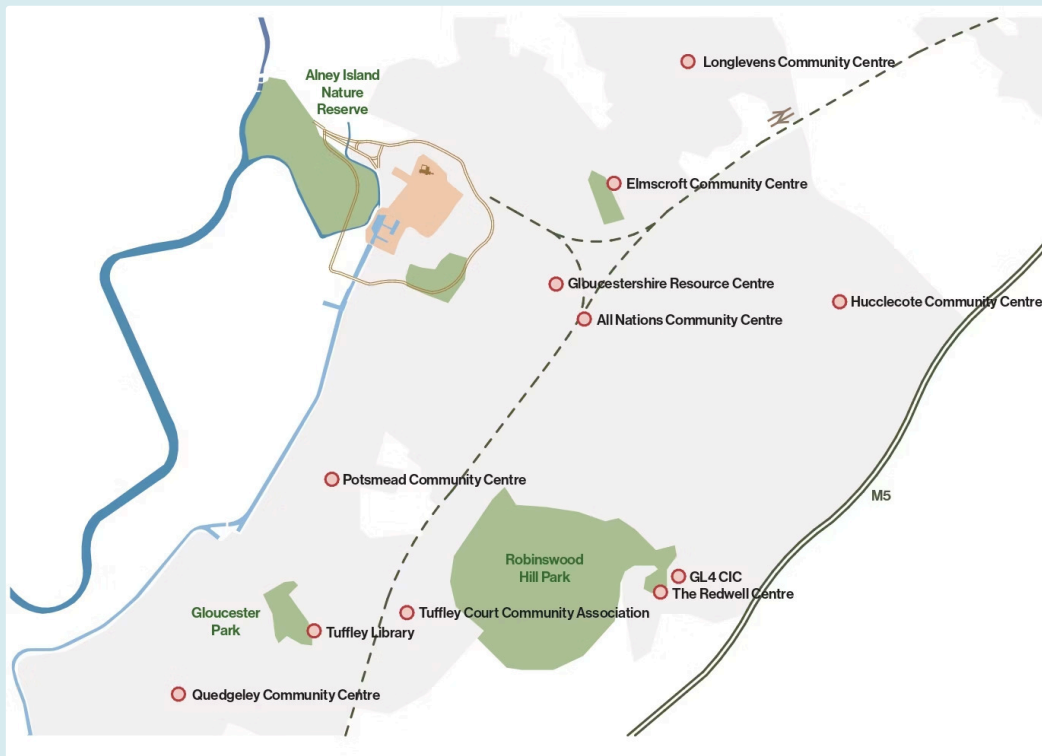 Longlevens Community Centre
Alney Island
Nature
Reserve
Elmscroft Community Centre
Gloucestershire Resource Centre
Hucclecote Community Centre
All Nations Community Centre
Potsmead Community Centre
M5
Robinswood
Hill Park
GL4 CIC
The Redwell Centre
Gloucester
Park
Tuffley Court Community Association
Tuffley Library
Quedgeley Community Centre